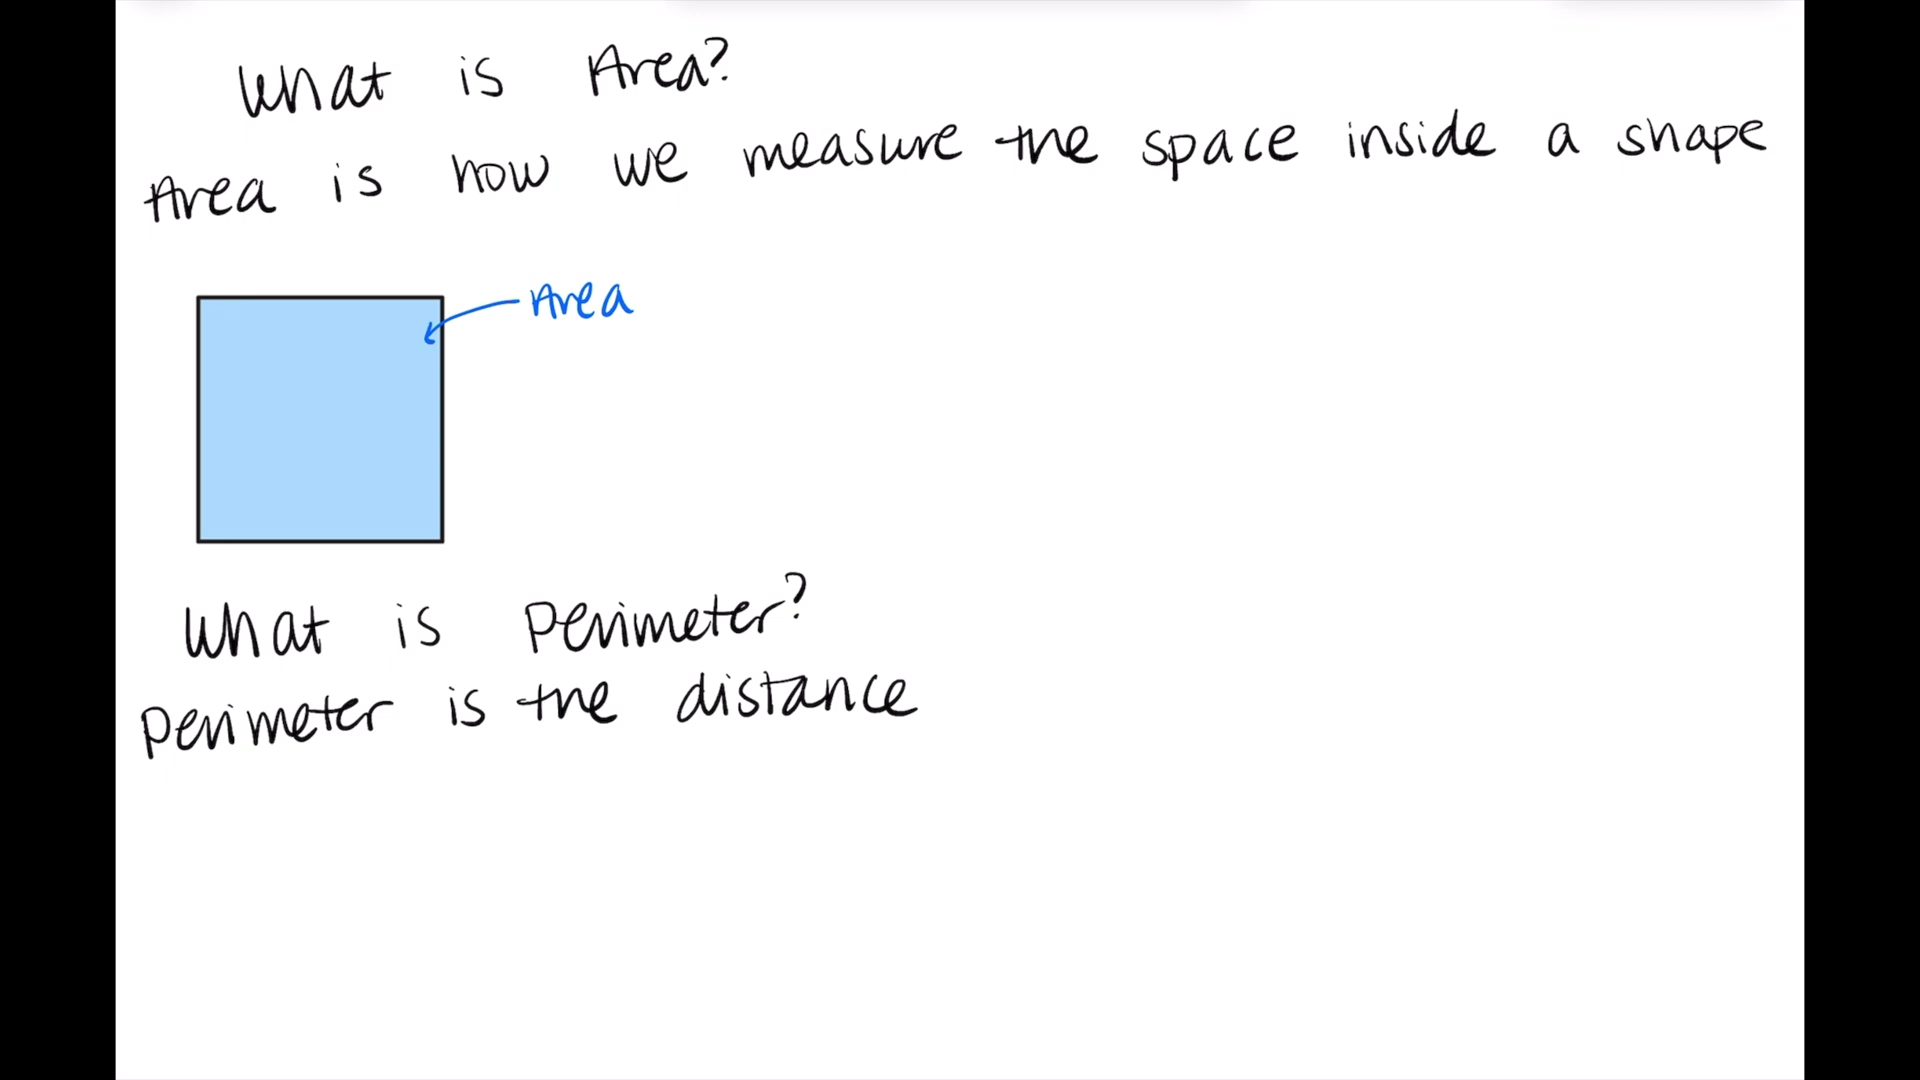 What is Area?
Area is how we measure the space inside a shape
Area
What is Perimeter?
Perimeter is the distance